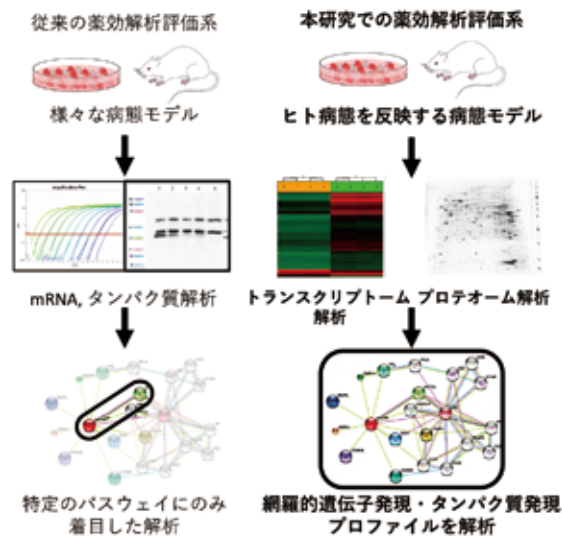 従来の薬効解析評価系
様々な病態モデル
mRNA, タンパク質解析
特定のパスウェイにのみ
着目した解析
本研究での薬効解析評価系
ヒト病態を反映する病態モデル
トランスクリプトーム プロテオーム解析
解析
網羅的遺伝子発現・タンパク質発現
プロファイルを解析